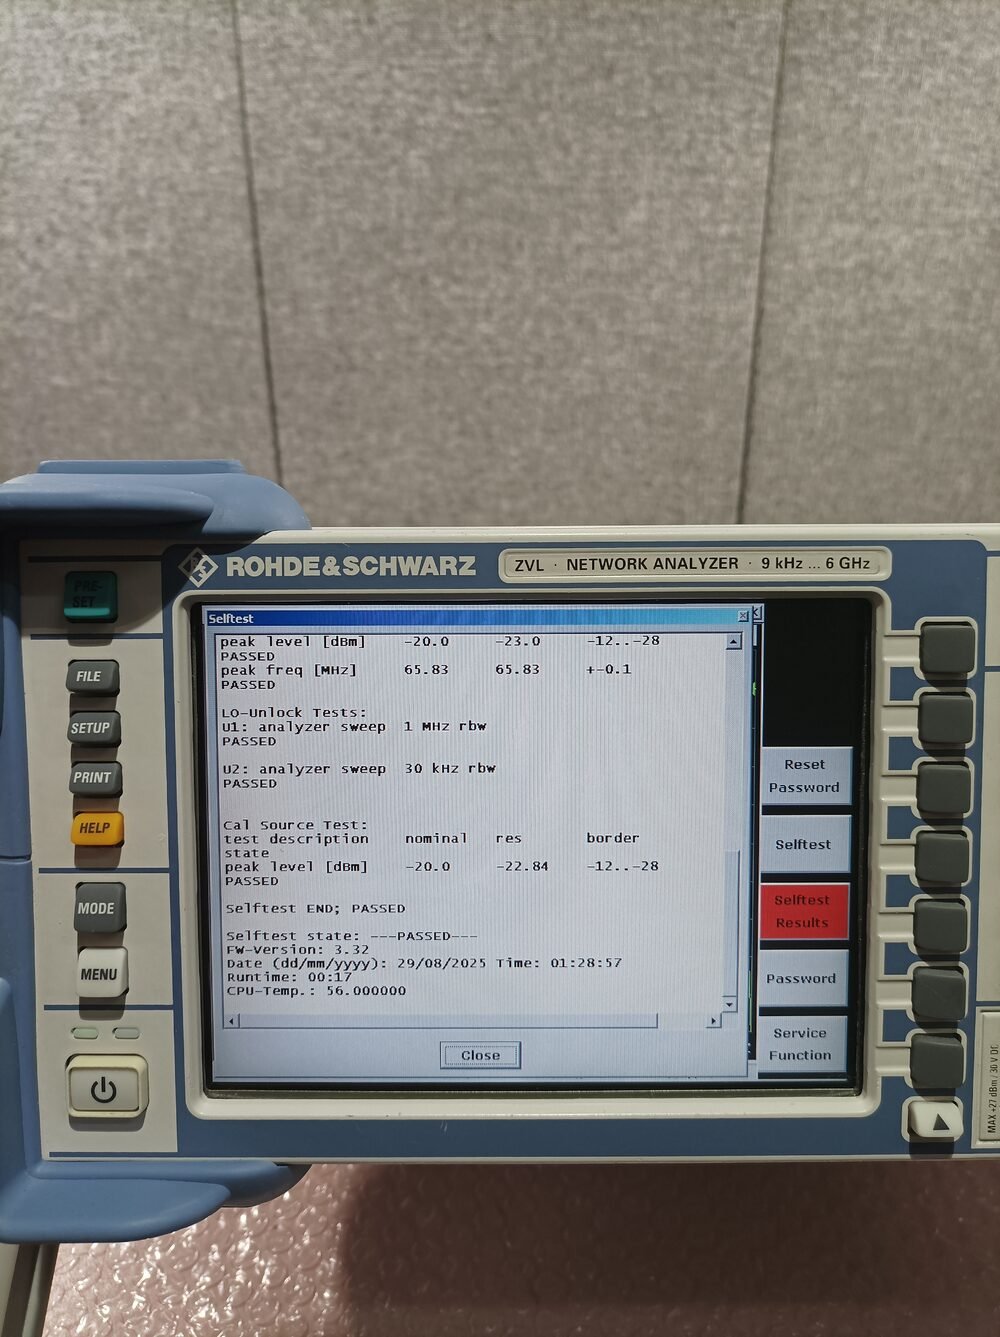 ROHDE&SCHWARZ
ZVL · NETWORK ANALYZER · 9 kHz ... 6 GHz
PRE-
SET
FILE
SETUP
PRINT
HELP
MODE
MENU
Selftest
peak level [dBm] -20.0 -23.0 -12..-28
PASSED
peak freq [MHz] 65.83 65.83 +-0.1
PASSED
LO-Unlock Tests:
U1: analyzer sweep 1 MHz rbw
PASSED
U2: analyzer sweep 30 kHz rbw
PASSED
Cal Source Test:
test description nominal res border
state
peak level [dBm] -20.0 -22.84 -12..-28
PASSED
Selftest END; PASSED
Selftest state: ---PASSED---
FW-Version: 3.32
Date (dd/mm/yyyy): 29/08/2025 Time: 01:28:57
Runtime: 00:17
CPU-Temp.: 56.000000
Close
Reset
Password
Selftest
Selftest
Results
Password
Service
Function
MAX +27 dBm / 30 V DC